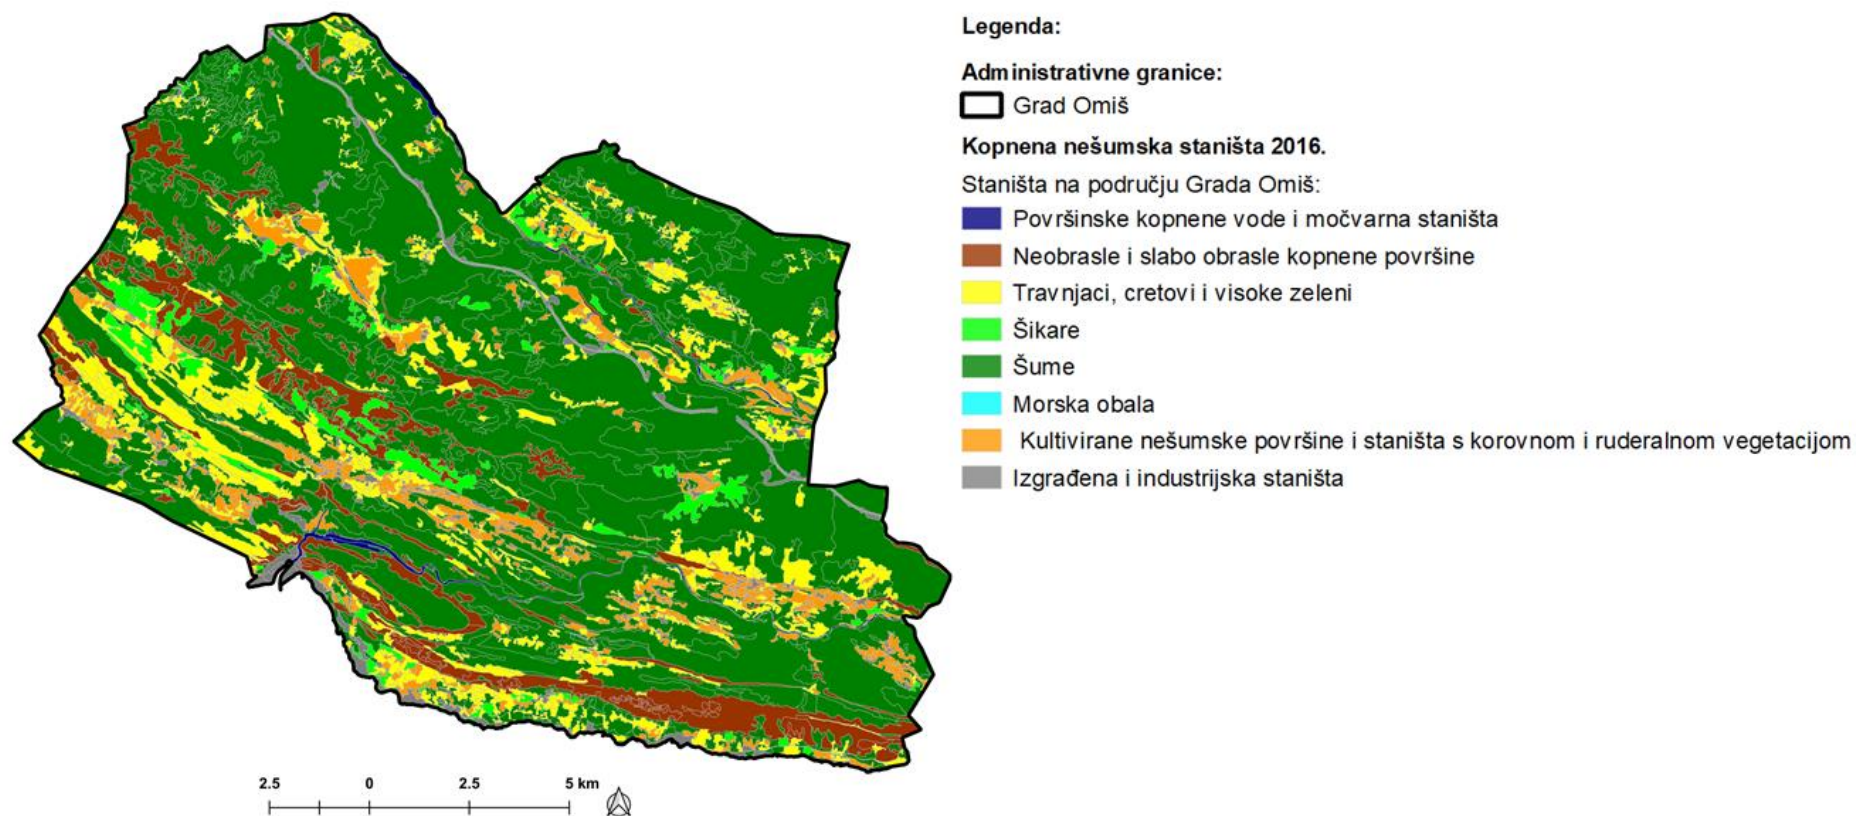 Legenda:
Administrativne granice:
Grad Omiš
Kopnena nešumska staništa 2016.
Staništa na području Grada Omiš:
Površinske kopnene vode i močvarna staništa
Neobrasle i slabo obrasle kopnene površine
Travnjaci, cretovi i visoke zeleni
Šikare
Šume
Morska obala
Kultivirane nešumske površine i staništa s korovnom i ruderalnom vegetacijom
Izgrađena i industrijska staništa
2.5 0 2.5 5 km